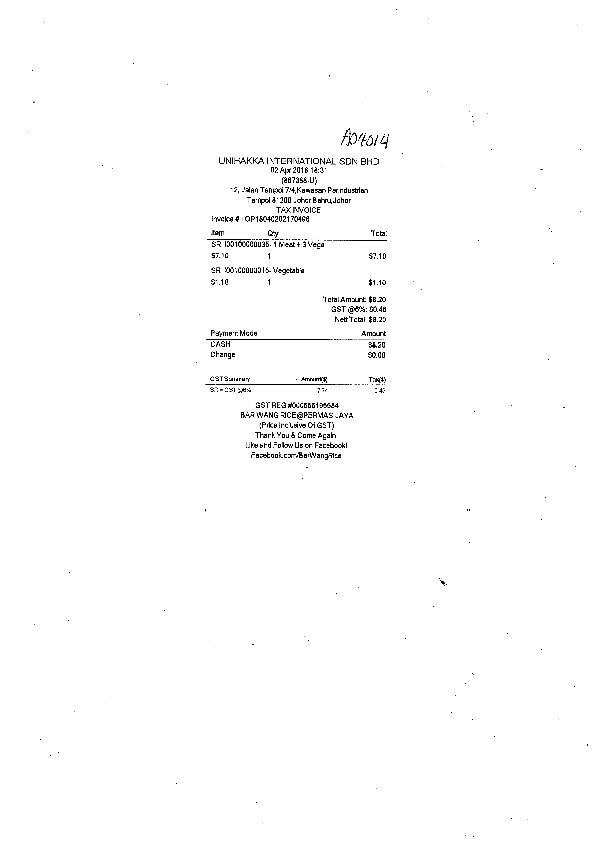 UNIHAKKA INTERNATIONAL SDN BHD
02 Apr 2018 18:31
(867388-U)
12, Jalan Tampoi 7/4,Kawasan Perindustrian
Tampoi 81200 Johor Bahru,Johor
TAX INVOICE
Invoice # : OP18040202170466
Item Qty Total
SR I00100000035- 1 Meat + 3 Vege
$7.10 1 $7.10
SR I00100000015- Vegetable
$1.10 1 $1.10
Total Amount: $8.20
GST @6%: $0.46
Nett Total: $8.20
Payment Mode Amount
CASH $8.20
Change $0.00
GST Summary Amount($) Tax($)
SR = GST @6% 7.74 0.46
GST REG #000656195584
BAR WANG RICE@PERMAS JAYA
(Price Inclusive Of GST)
Thank You & Come Again
Like and Follow Us on Facebook!
Facebook.com/BarWangRice